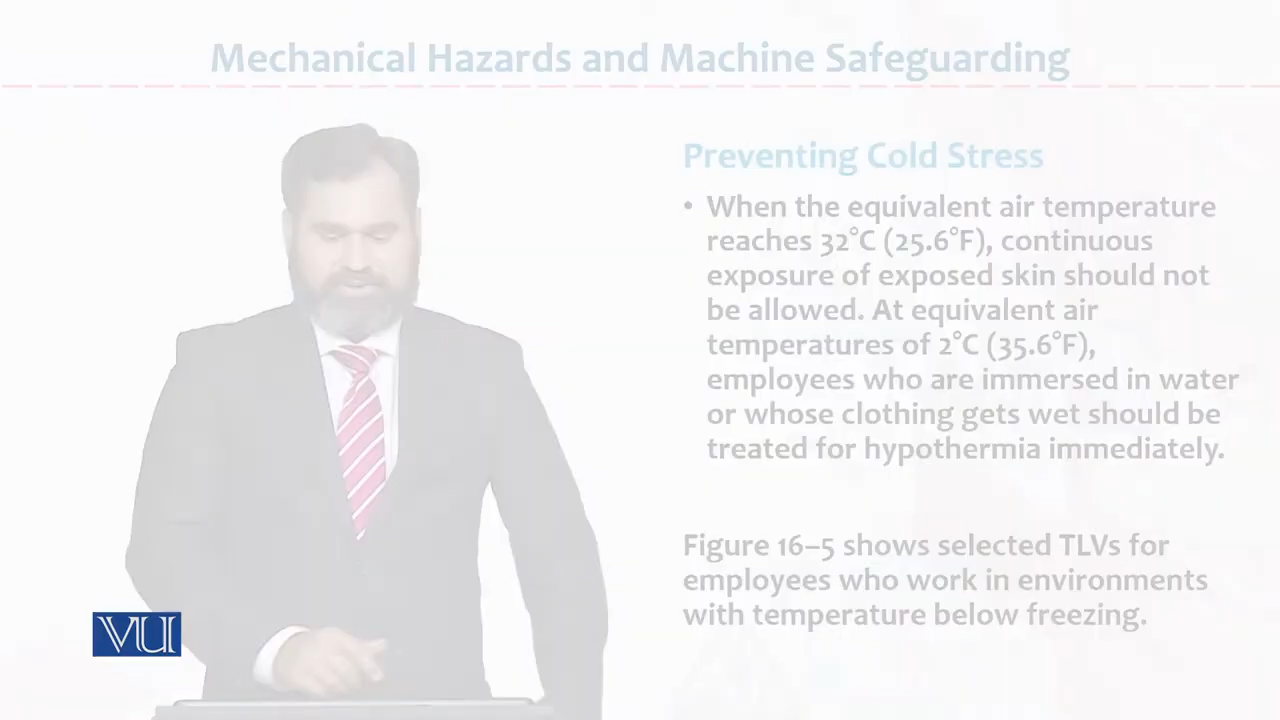 Mechanical Hazards and Machine Safeguarding
Preventing Cold Stress
• When the equivalent air temperature
reaches 32°C (25.6°F), continuous
exposure of exposed skin should not
be allowed. At equivalent air
temperatures of 2°C (35.6°F),
employees who are immersed in water
or whose clothing gets wet should be
treated for hypothermia immediately.
Figure 16–5 shows selected TLVs for
employees who work in environments
with temperature below freezing.
VU